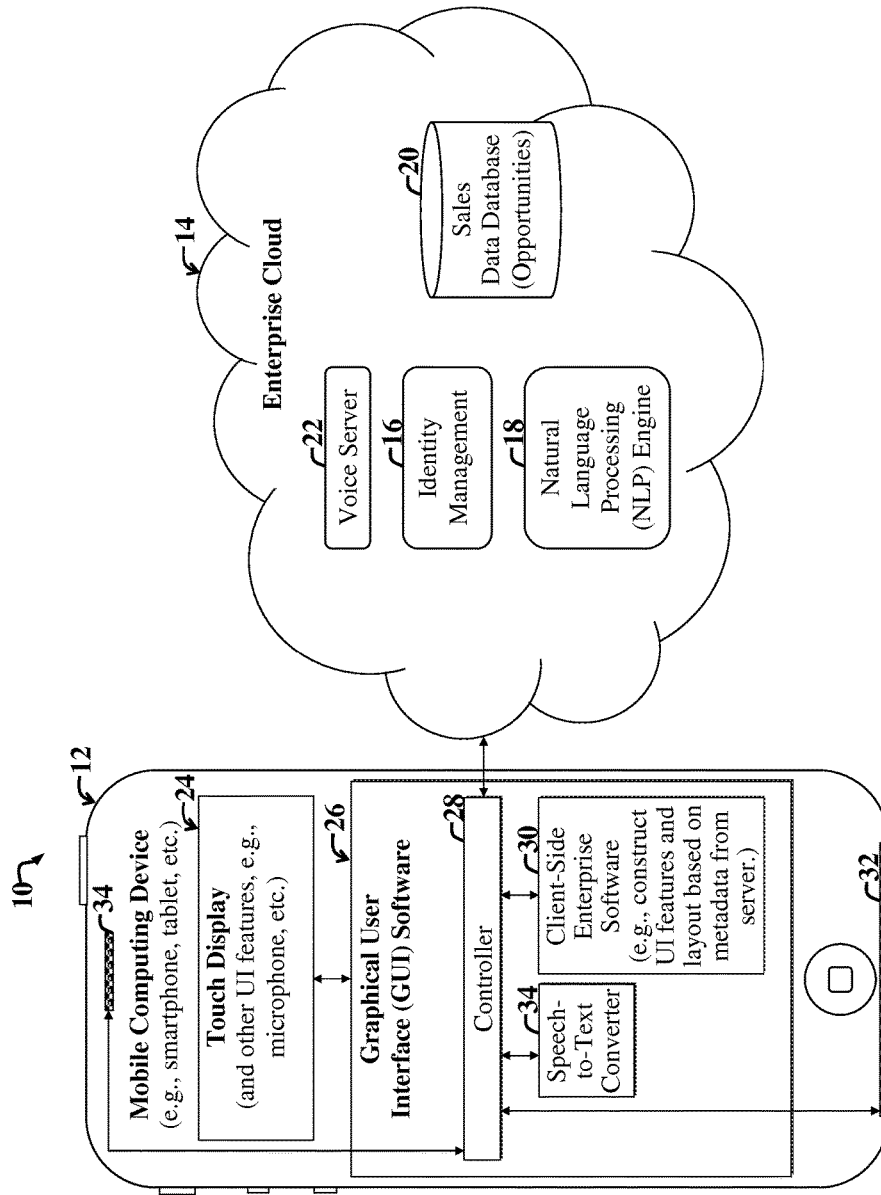 10
12
34
Mobile Computing Device
(e.g., smartphone, tablet, etc.)
24
Touch Display
(and other UI features, e.g.,
microphone, etc.)
26
Graphical User
Interface (GUI) Software
28
Controller
34
Speech-
to-Text
Converter
30
Client-Side
Enterprise
Software
(e.g., construct
UI features and
layout based on
metadata from
server.)
32
14
Enterprise Cloud
22
Voice Server
16
Identity
Management
18
Natural
Language
Processing
(NLP) Engine
20
Sales
Data Database
(Opportunities)